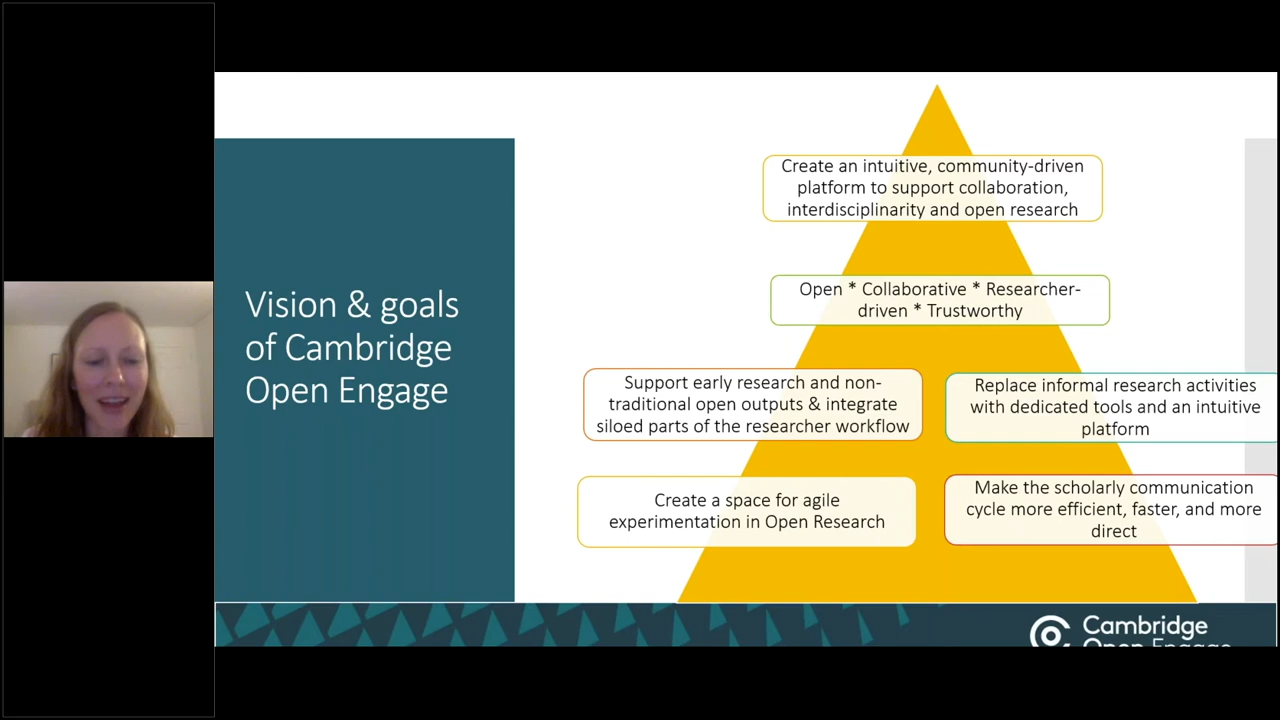 Vision & goals
of Cambridge
Open Engage
Create an intuitive, community-driven
platform to support collaboration,
interdisciplinarity and open research
Open * Collaborative * Researcher-
driven * Trustworthy
Support early research and non-
traditional open outputs & integrate
siloed parts of the researcher workflow
Replace informal research activities
with dedicated tools and an intuitive
platform
Create a space for agile
experimentation in Open Research
Make the scholarly communication
cycle more efficient, faster, and more
direct
Cambridge
Open Engage